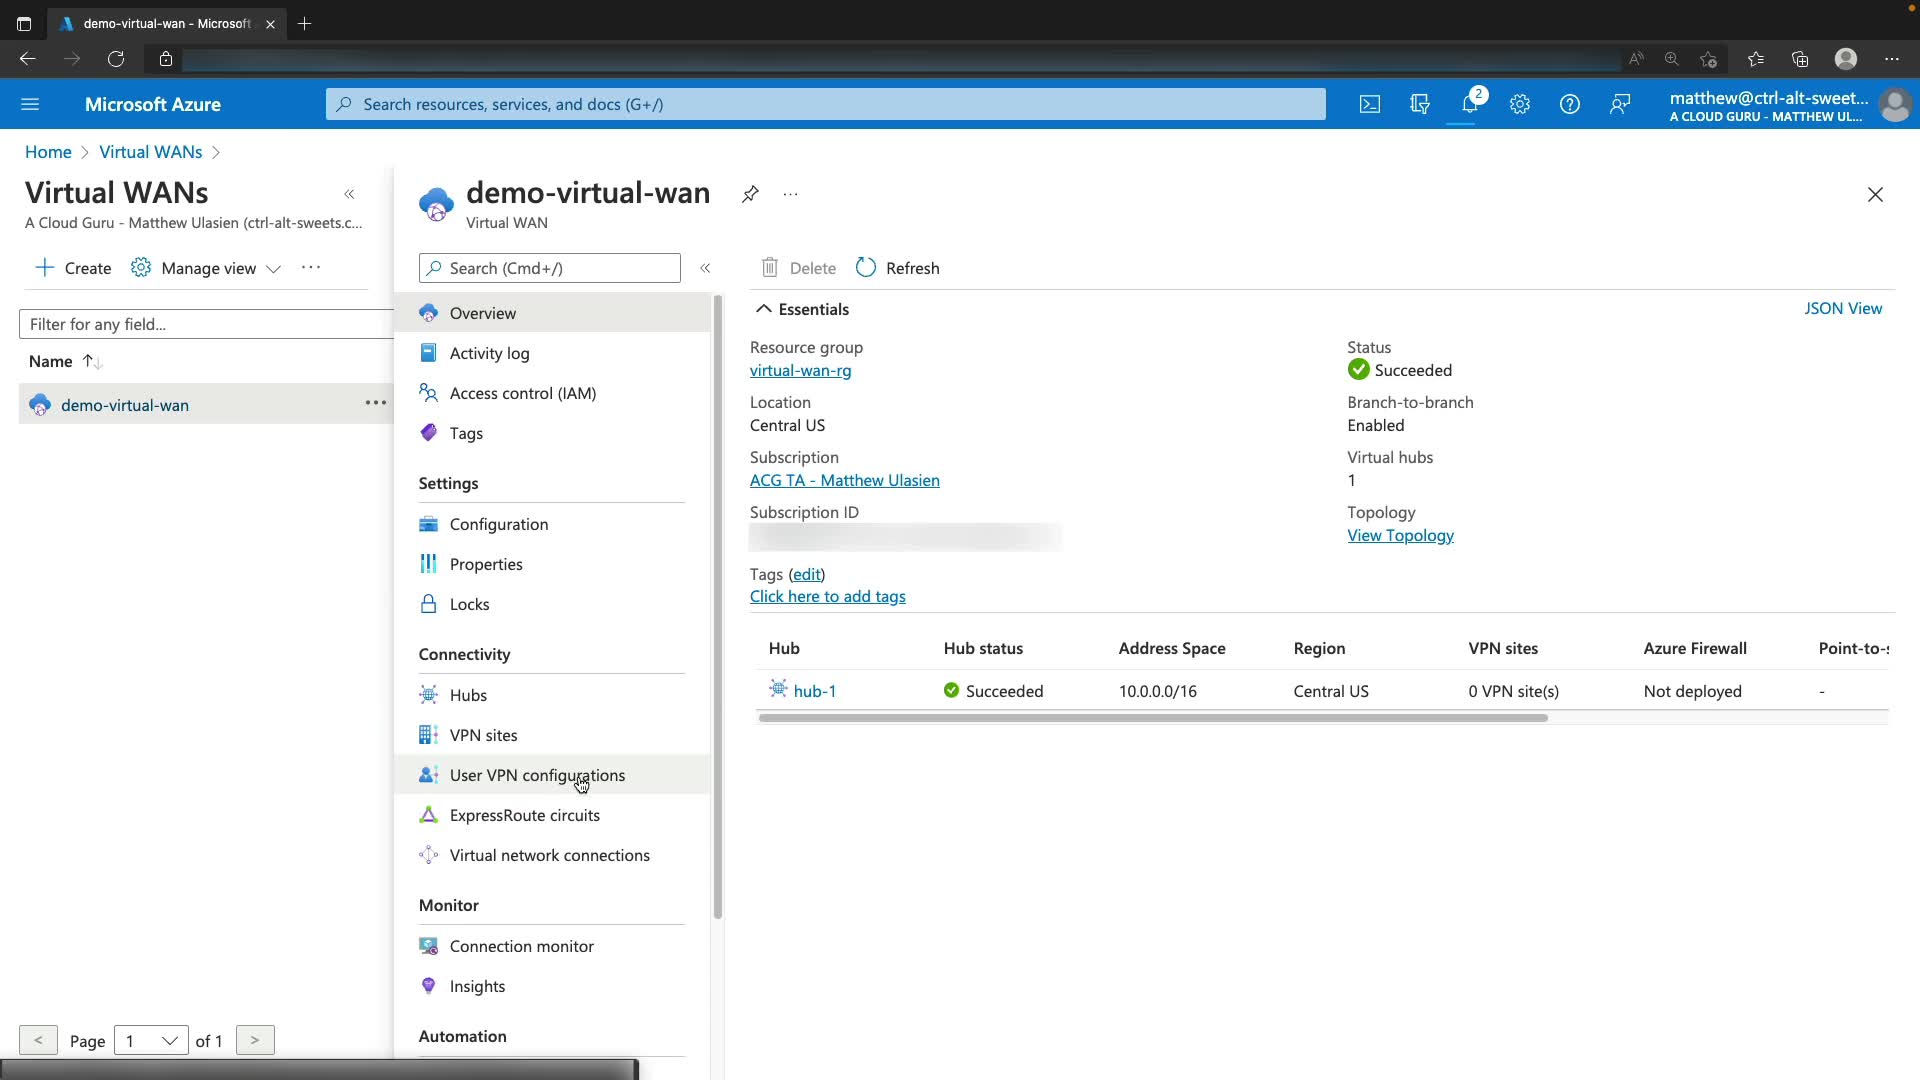 demo-virtual-wan - Microsoft
Microsoft Azure
Search resources, services, and docs (G+/)
2
matthew@ctrl-alt-sweet...
A CLOUD GURU - MATTHEW UL...
Home > Virtual WANs >
Virtual WANs
A Cloud Guru - Matthew Ulasien (ctrl-alt-sweets.c...
Create
Manage view
Filter for any field...
Name
demo-virtual-wan
< Page 1 of 1 >
demo-virtual-wan
Virtual WAN
Search (Cmd+/)
Overview
Activity log
Access control (IAM)
Tags
Settings
Configuration
Properties
Locks
Connectivity
Hubs
VPN sites
User VPN configurations
ExpressRoute circuits
Virtual network connections
Monitor
Connection monitor
Insights
Automation
Delete
Refresh
Essentials
JSON View
Resource group
virtual-wan-rg
Location
Central US
Subscription
ACG TA - Matthew Ulasien
Subscription ID
Tags (edit)
Click here to add tags
Status
Succeeded
Branch-to-branch
Enabled
Virtual hubs
1
Topology
View Topology
Hub Hub status Address Space Region VPN sites Azure Firewall Point-to-s
hub-1 Succeeded 10.0.0.0/16 Central US 0 VPN site(s) Not deployed -